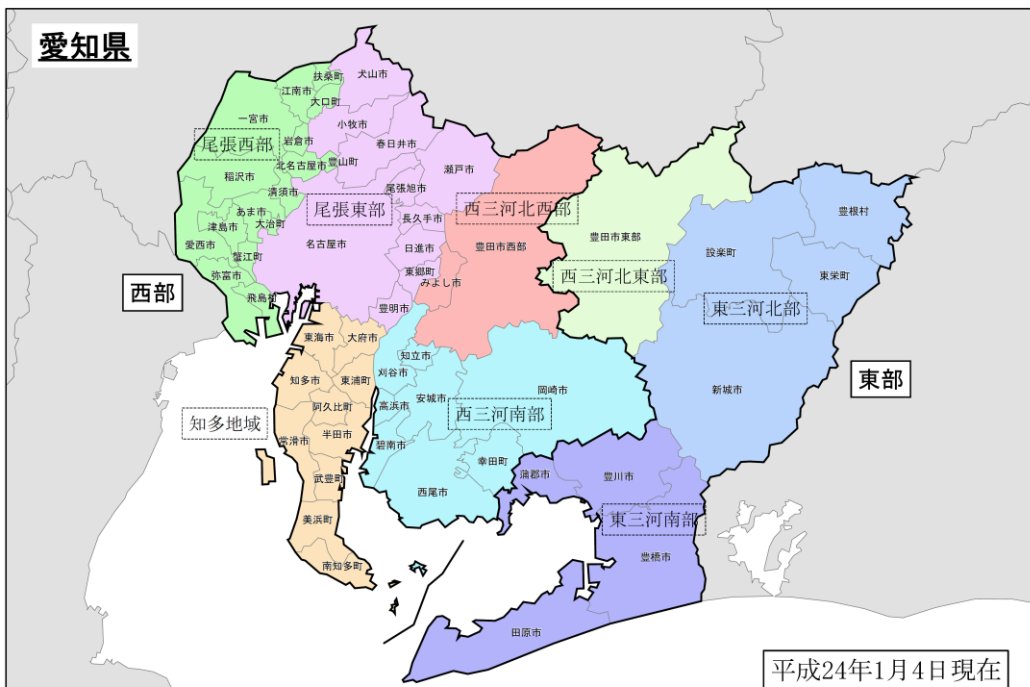 愛知県
扶桑町
犬山市
江南市
大口町
一宮市
小牧市
岩倉市
春日井市
尾張西部
北名古屋市
豊山町
瀬戸市
稲沢市
清須市
尾張旭市
豊根村
あま市
尾張東部
西三河北西部
津島市
大治町
長久手市
愛西市
名古屋市
日進市
豊田市西部
豊田市東部
設楽町
蟹江町
弥富市
東郷町
みよし市
西三河北東部
東栄町
西部
飛島村
豊明市
東三河北部
東海市
大府市
知立市
知多市
東浦町
刈谷市
岡崎市
新城市
東部
阿久比町
高浜市
安城市
西三河南部
知多地域
半田市
常滑市
碧南市
幸田町
武豊町
西尾市
蒲郡市
豊川市
美浜町
東三河南部
南知多町
豊橋市
田原市
平成24年1月4日現在